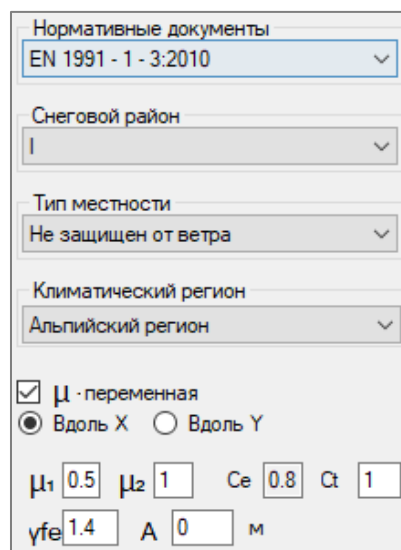 Нормативные документы
EN 1991 - 1 - 3:2010
Снеговой район
I
Тип местности
Не защищен от ветра
Климатический регион
Альпийский регион
μ - переменная
Вдоль X Вдоль Y
μ₁ 0.5 μ₂ 1 Ce 0.8 Ct 1
γfe 1.4 A 0 м